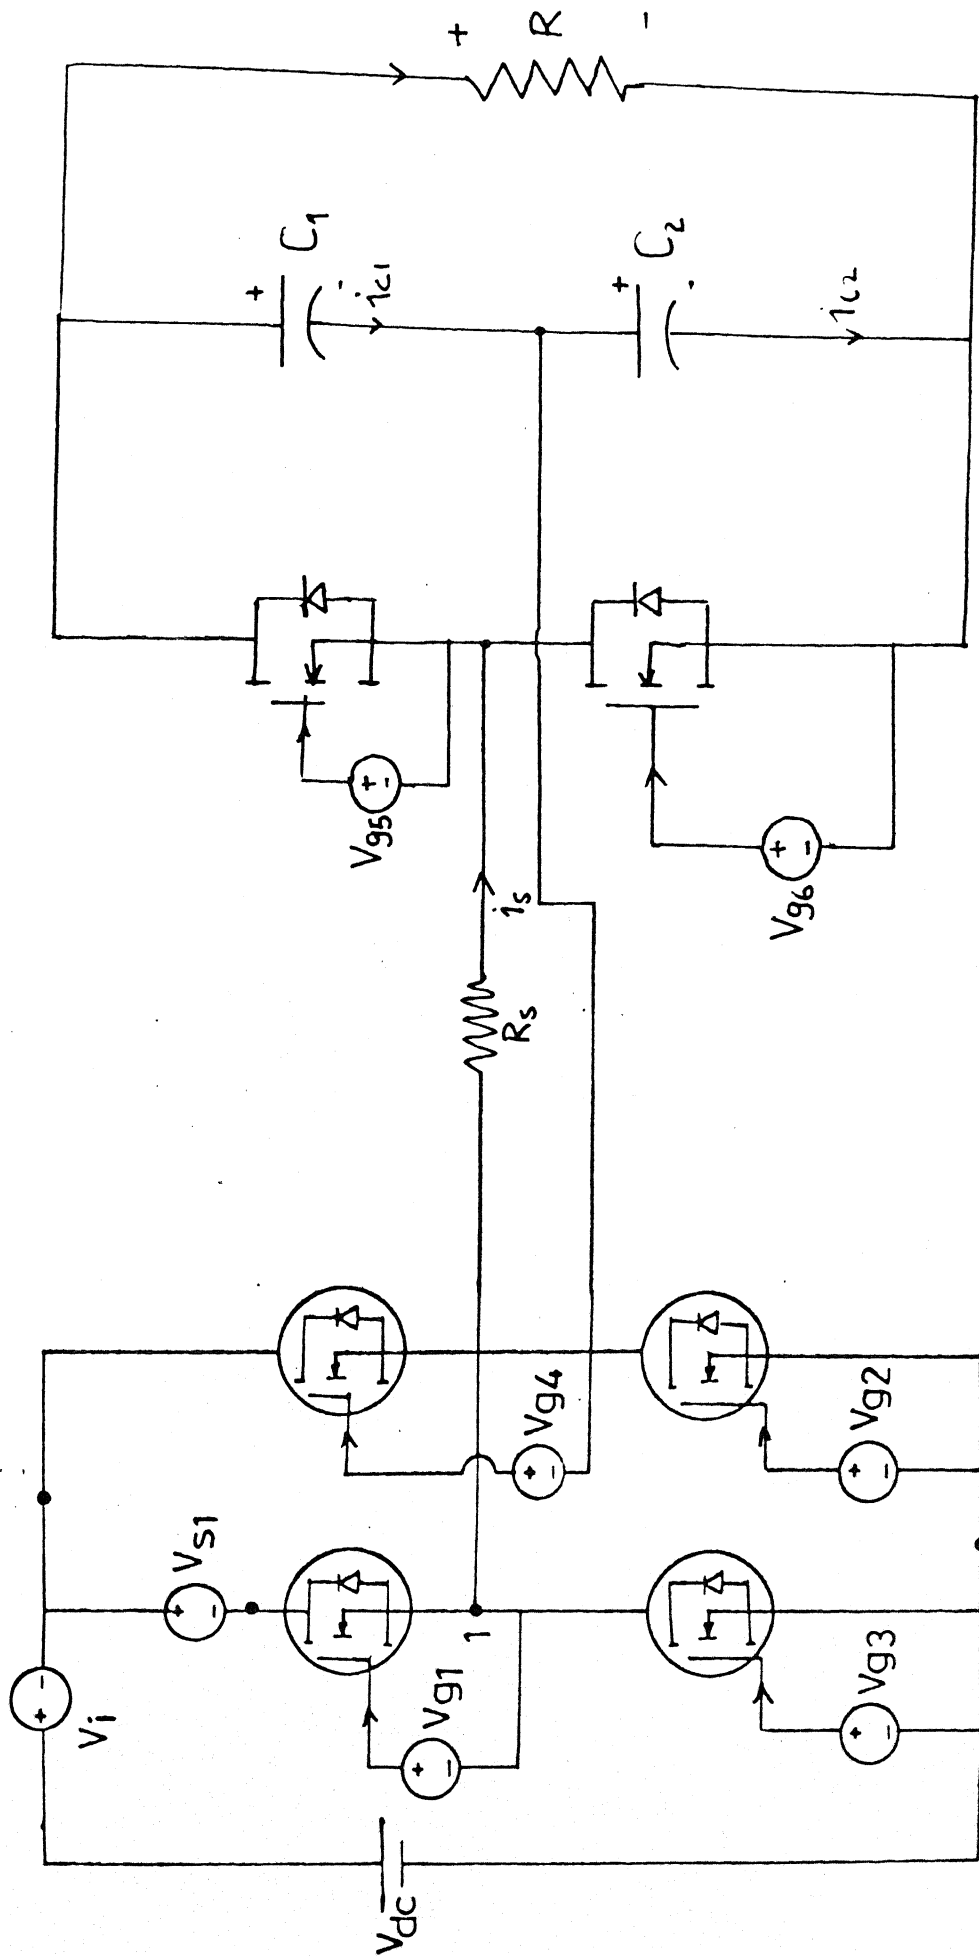 +
R
-
+
C1
-
ic1
+
C2
-
ic2
+
-
Vg5
+
-
Vg6
is
Rs
+
-
Vg4
+
-
Vg2
Vs1
+
-
+
-
Vi
1
+
-
Vg1
+
-
Vg3
Vdc